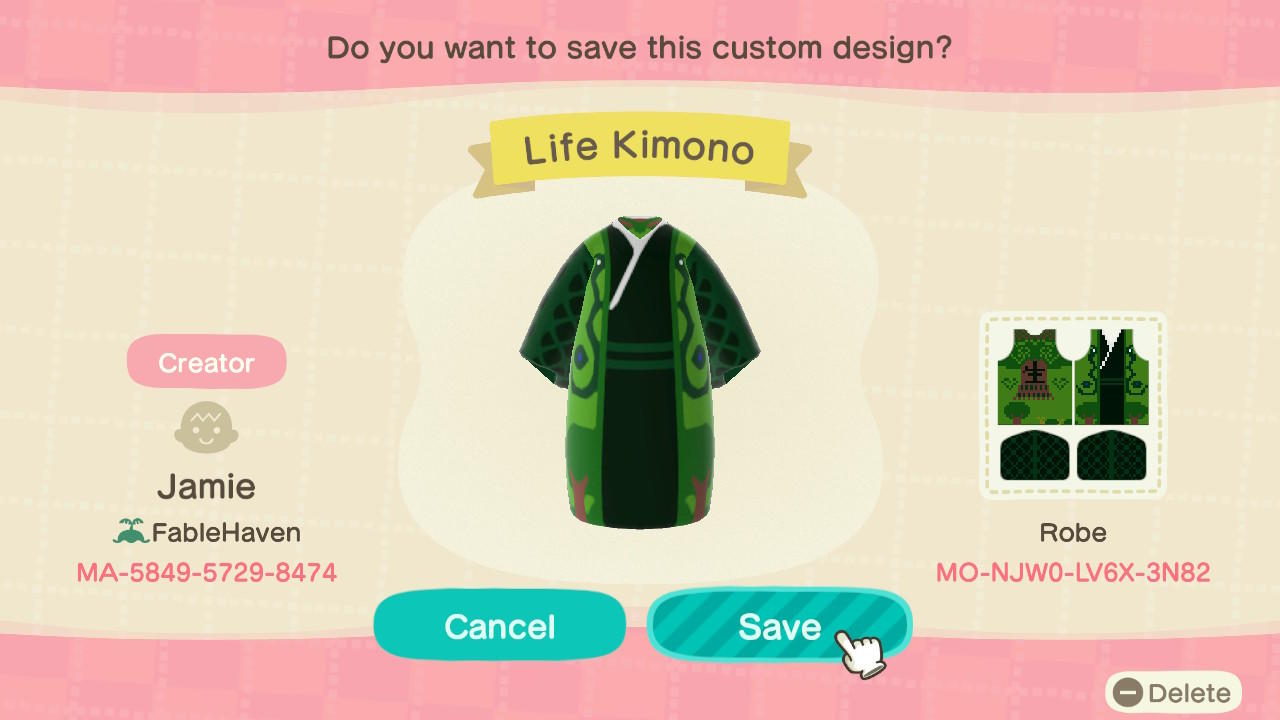 Do you want to save this custom design?
Life Kimono
Creator
Jamie
FableHaven
MA-5849-5729-8474
生
Robe
MO-NJW0-LV6X-3N82
Cancel
Save
Delete